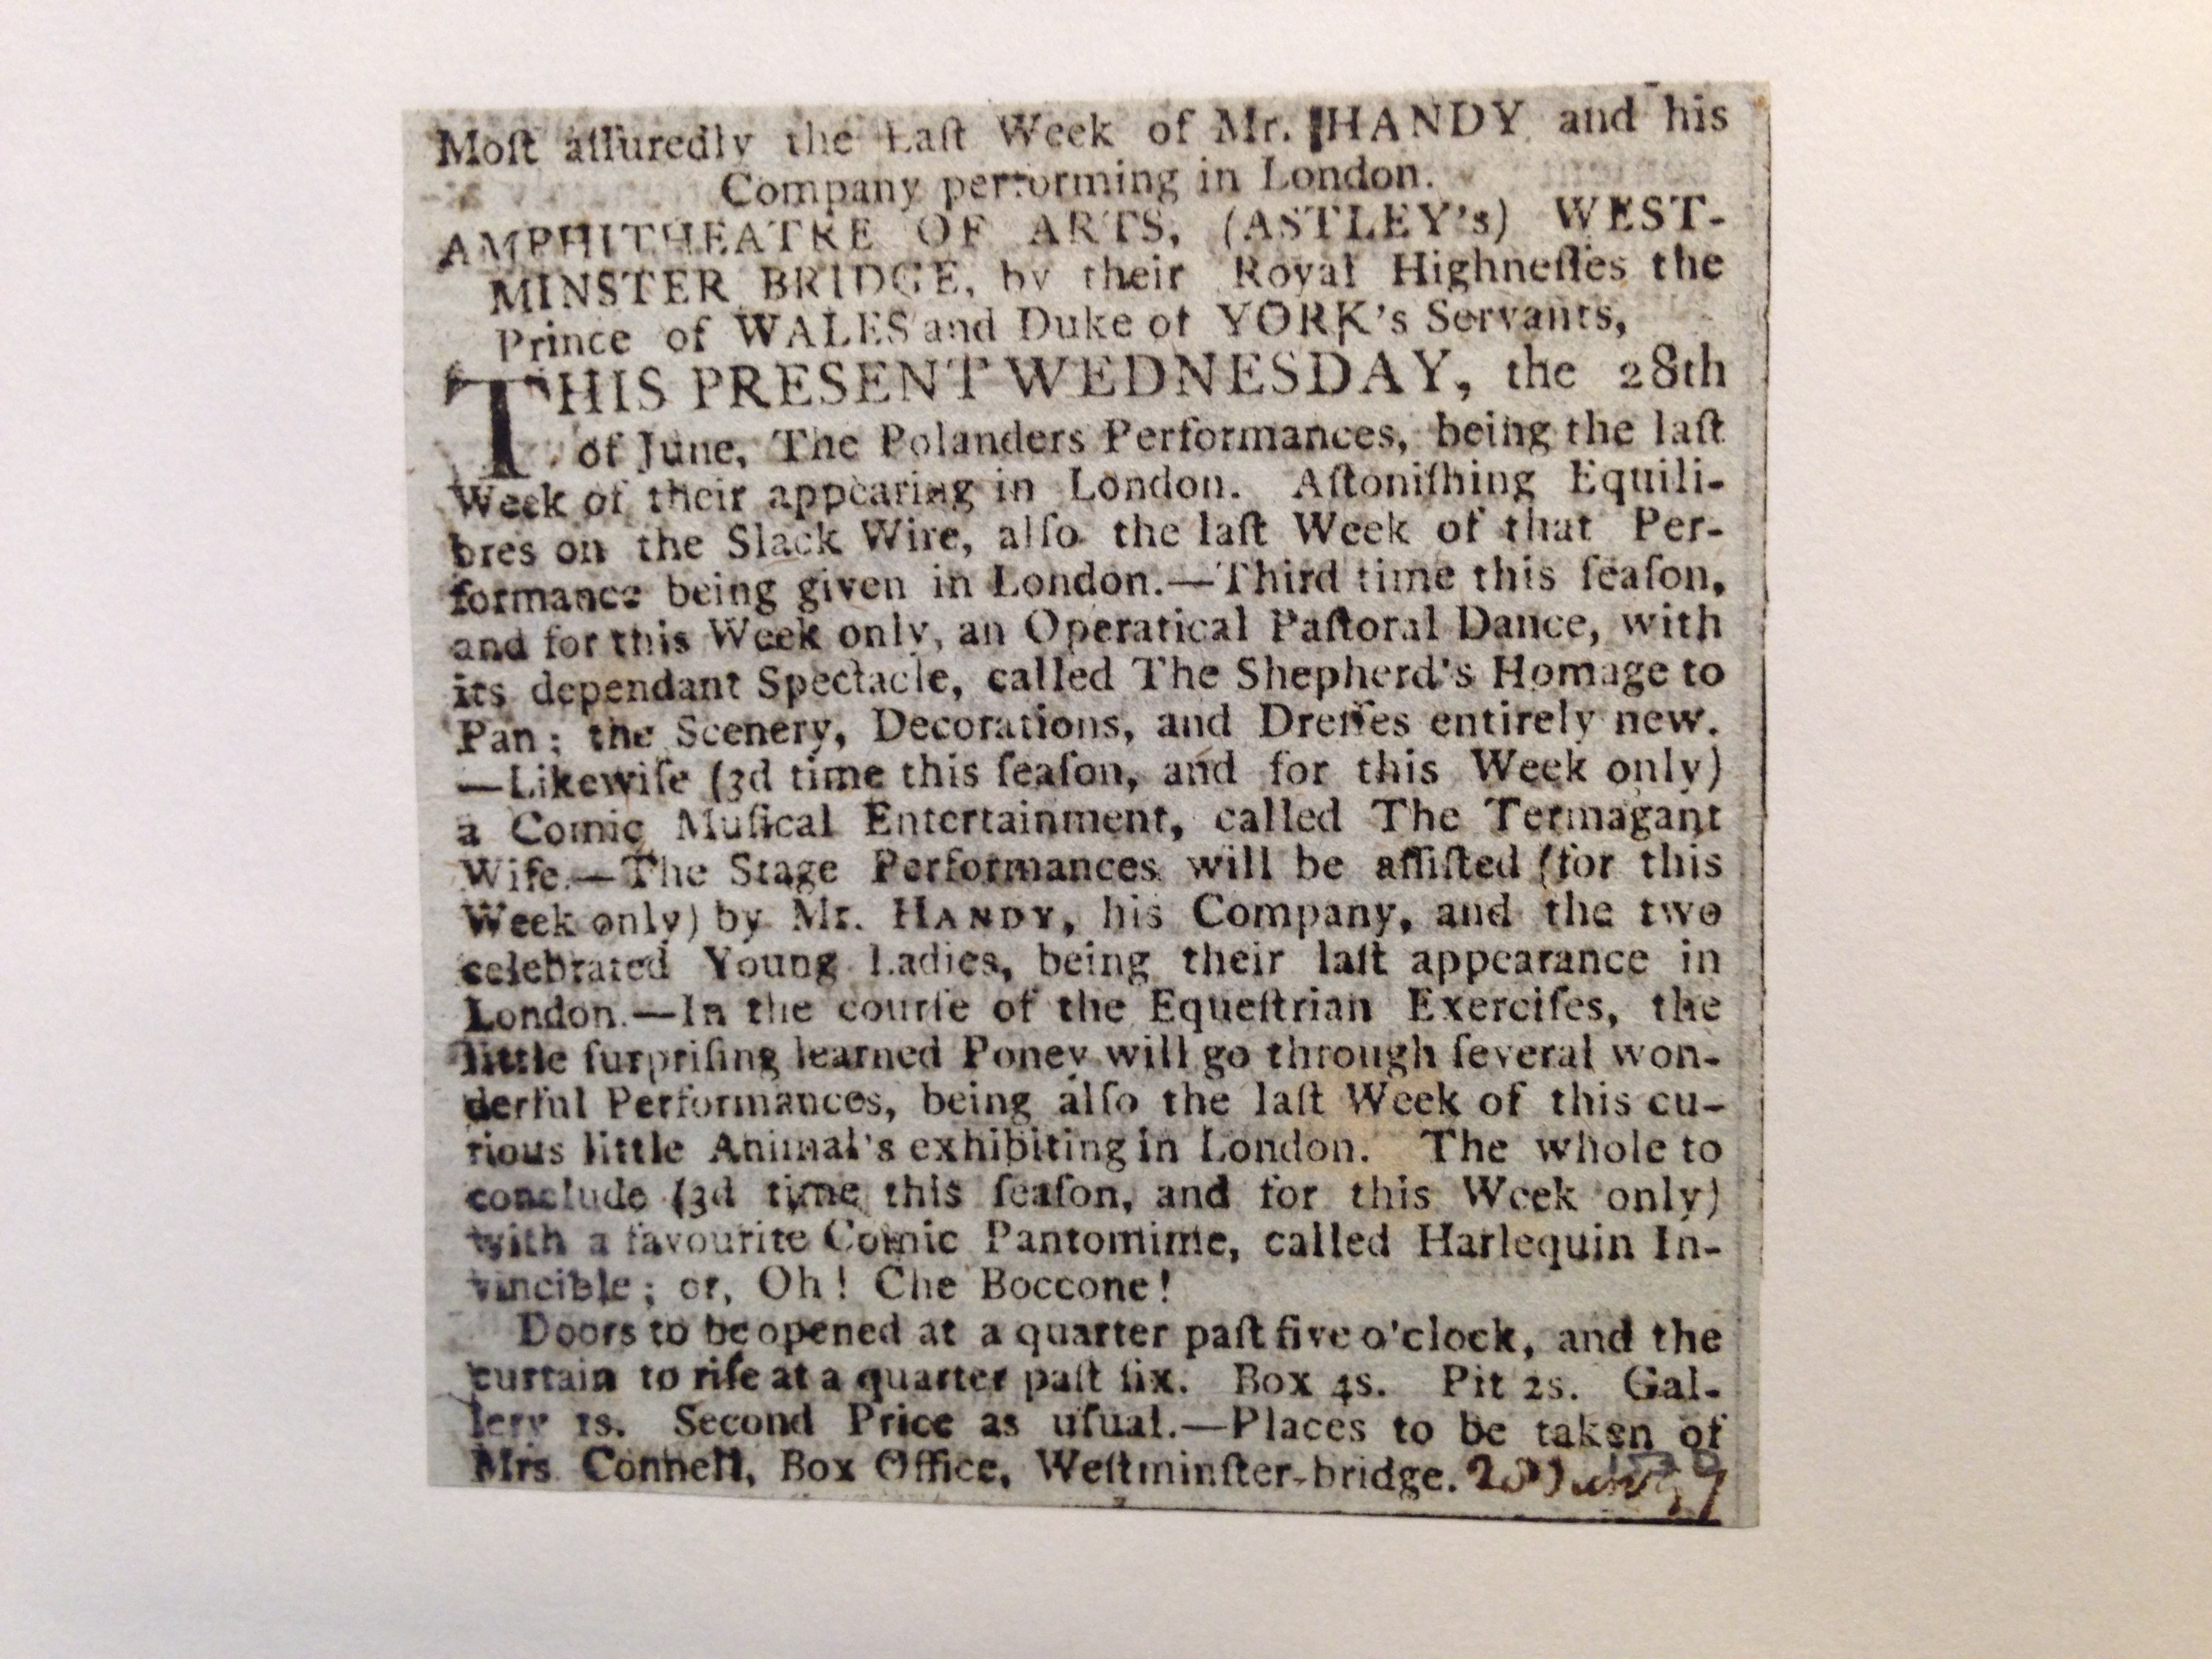 Moſt aſſuredly the Laſt Week of Mr. HANDY and his
Company performing in London.
AMPHITHEATRE OF ARTS, (ASTLEY's) WEST-
MINSTER BRIDGE, by their Royal Highneſſes the
Prince of WALES and Duke of YORK's Servants,
THIS PRESENT WEDNESDAY, the 28th
of June, The Polanders Performances, being the laſt
Week of their appearing in London. Aſtoniſhing Equili-
bres on the Slack Wire, alſo the laſt Week of that Per-
formance being given in London.—Third time this ſeaſon,
and for this Week only, an Operatical Paſtoral Dance, with
its dependant Spectacle, called The Shepherd's Homage to
Pan; the Scenery, Decorations, and Dreſſes entirely new.
—Likewiſe (3d time this ſeaſon, and for this Week only)
a Comic Muſical Entertainment, called The Termagant
Wife.—The Stage Performances will be aſſiſted (for this
Week only) by Mr. HANDY, his Company, and the two
celebrated Young Ladies, being their laſt appearance in
London.—In the courſe of the Equeſtrian Exerciſes, the
little ſurpriſing learned Poney will go through ſeveral won-
derful Performances, being alſo the laſt Week of this cu-
rious little Animal's exhibiting in London. The whole to
conclude (3d time this ſeaſon, and for this Week only)
with a favourite Comic Pantomime, called Harlequin In-
vincible; or, Oh! Che Boccone!
Doors to be opened at a quarter paſt five o'clock, and the
curtain to riſe at a quarter paſt ſix. Box 4s. Pit 2s. Gal-
lery 1s. Second Price as uſual.—Places to be taken of
Mrs. Connell, Box Office, Weſtminſter-bridge.